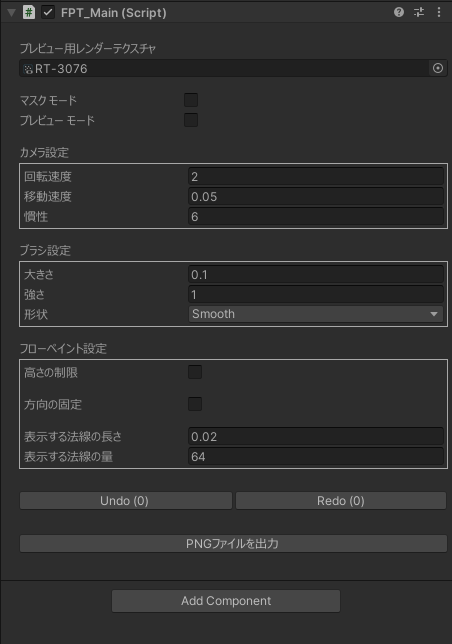 FPT_Main (Script)
プレビュー用レンダーテクスチャ
RT-3076
マスクモード
プレビューモード
カメラ設定
回転速度 2
移動速度 0.05
慣性 6
ブラシ設定
大きさ 0.1
強さ 1
形状 Smooth
フローペイント設定
高さの制限
方向の固定
表示する法線の長さ 0.02
表示する法線の量 64
Undo (0) Redo (0)
PNGファイルを出力
Add Component